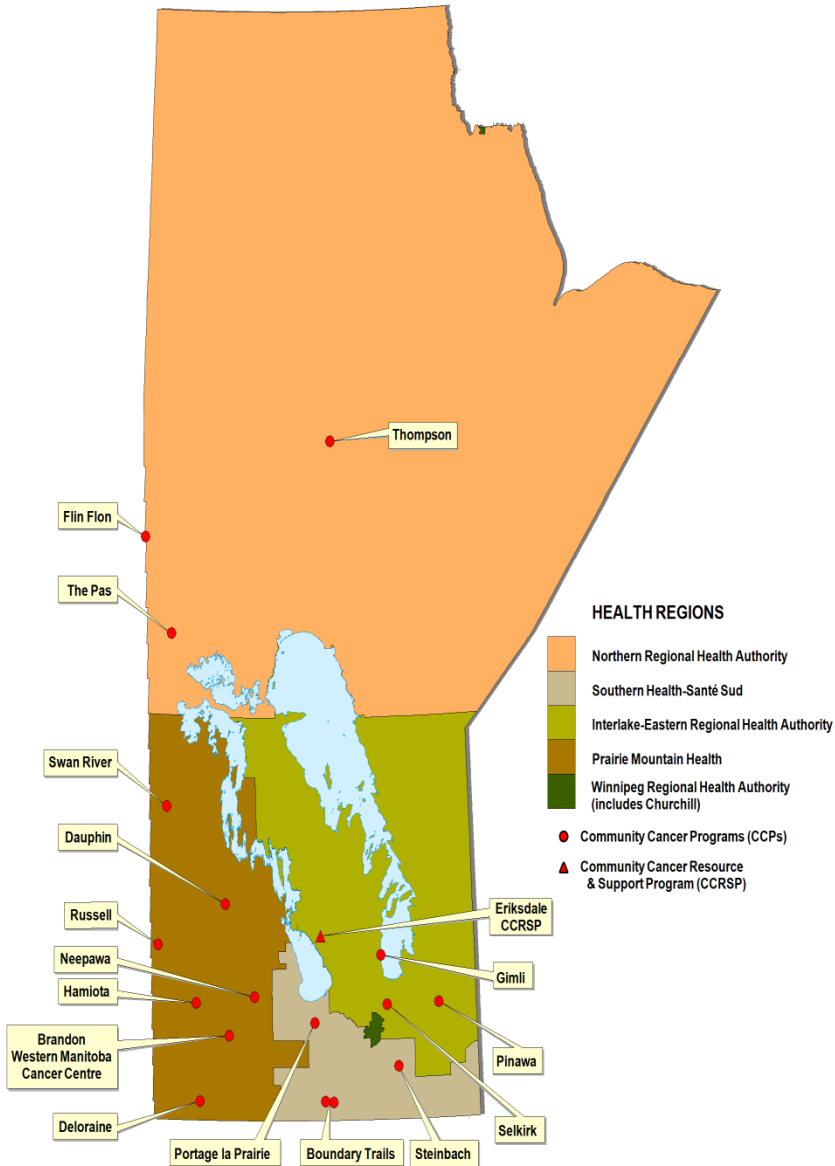 Thompson
Flin Flon
The Pas
HEALTH REGIONS
Northern Regional Health Authority
Southern Health-Santé Sud
Interlake-Eastern Regional Health Authority
Prairie Mountain Health
Winnipeg Regional Health Authority
(includes Churchill)
Community Cancer Programs (CCPs)
Community Cancer Resource
& Support Program (CCRSP)
Swan River
Dauphin
Russell
Neepawa
Hamiota
Brandon
Western Manitoba
Cancer Centre
Deloraine
Eriksdale
CCRSP
Gimli
Pinawa
Selkirk
Portage la Prairie
Boundary Trails
Steinbach